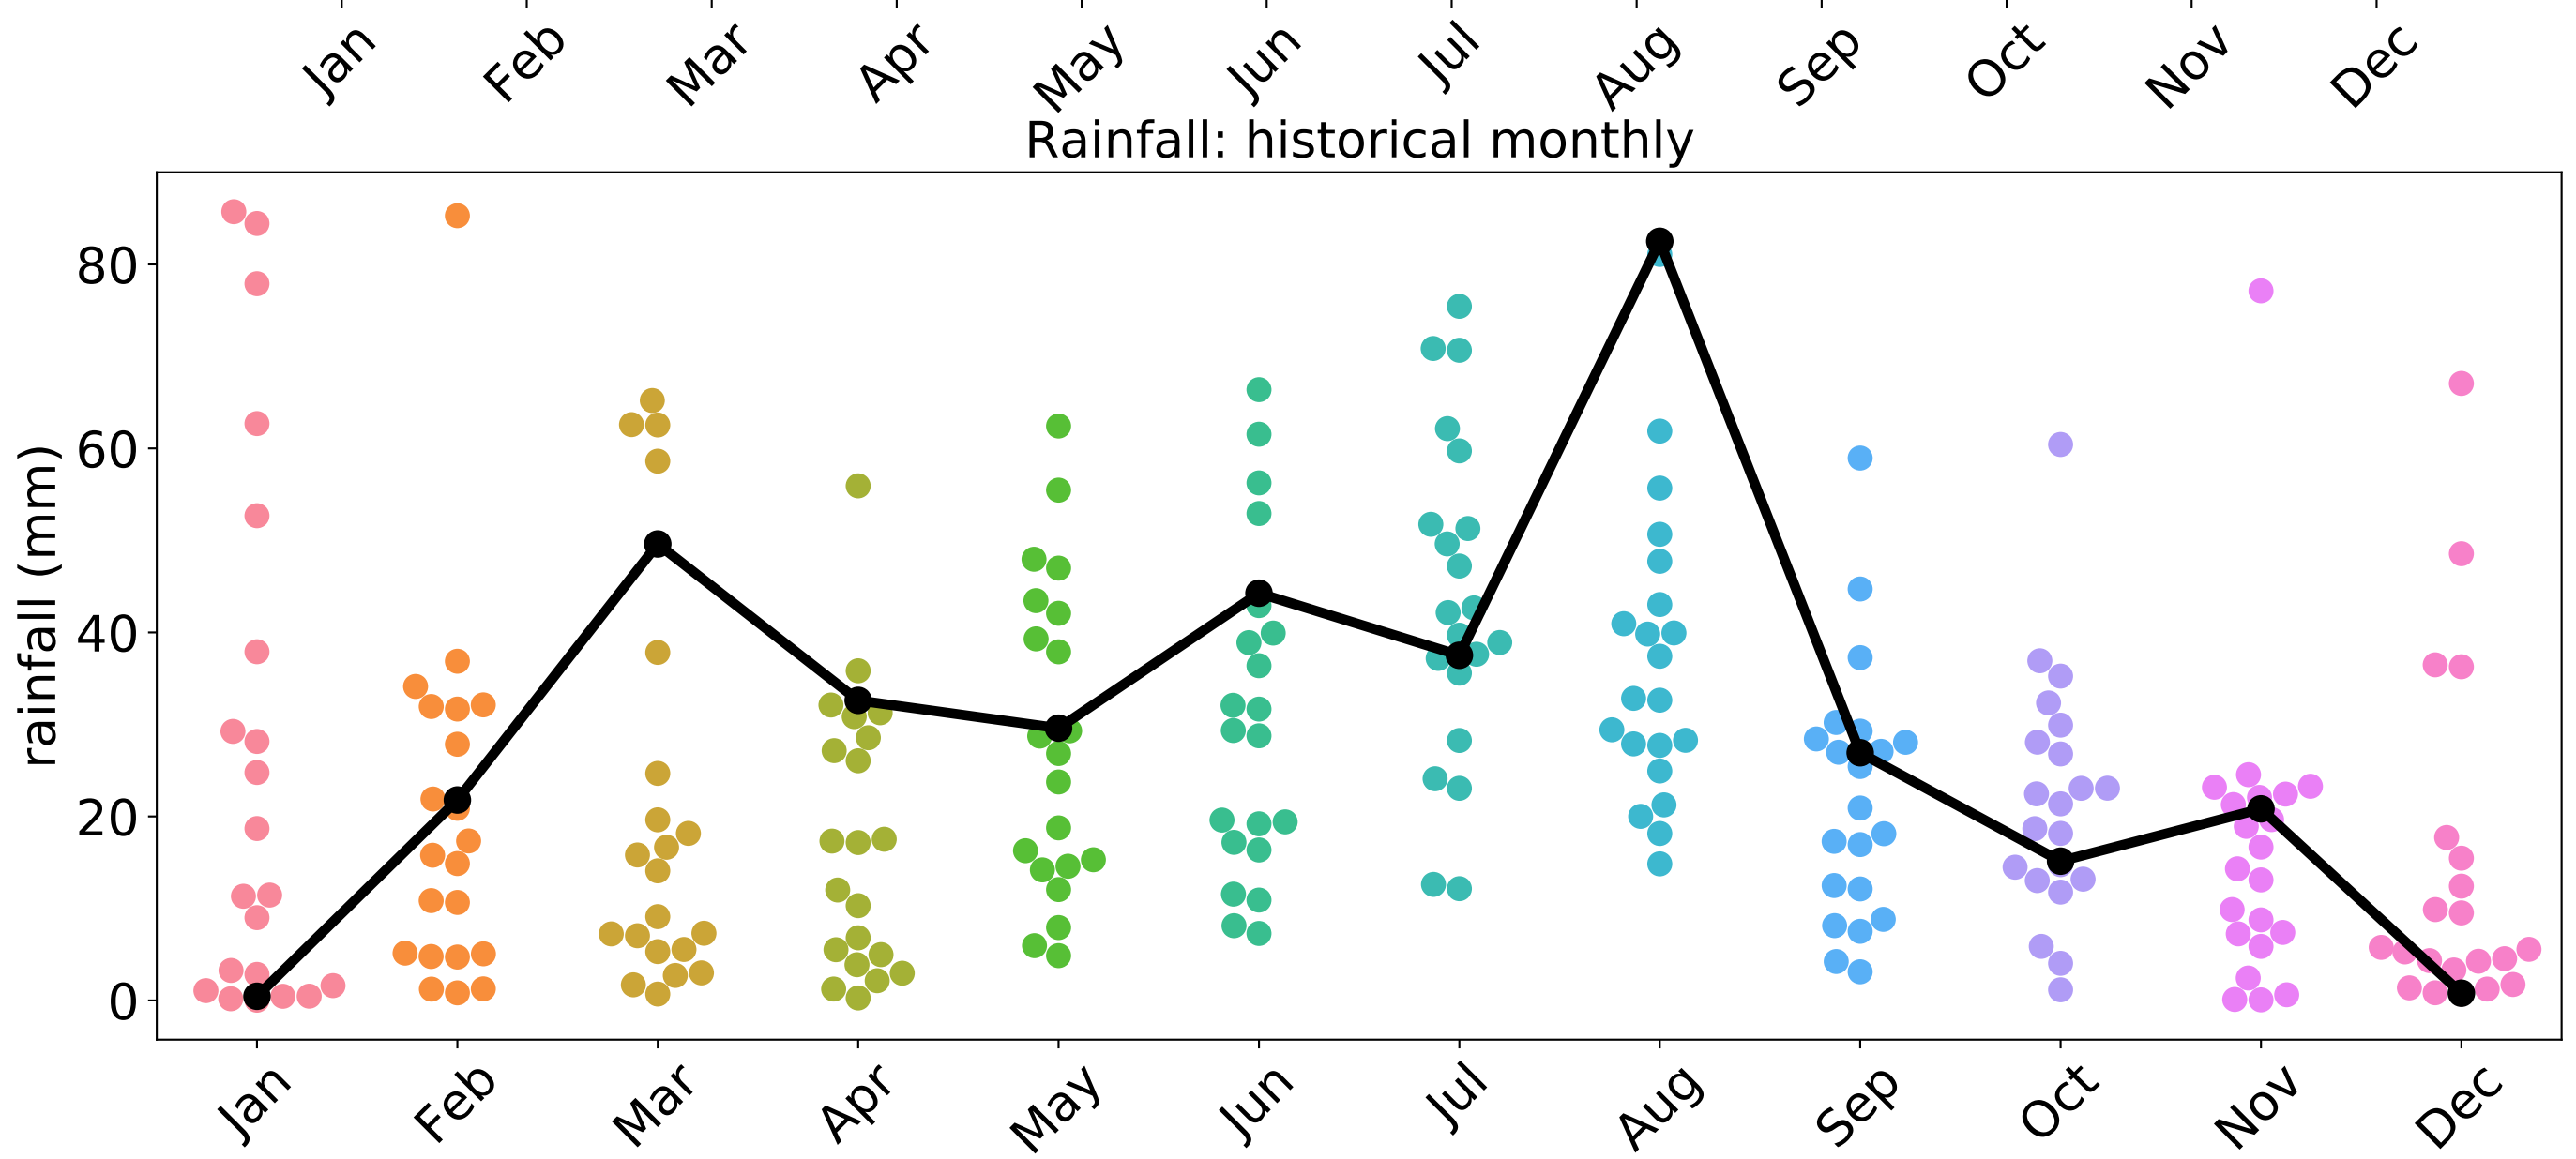 Jan Feb Mar Apr May Jun Jul Aug Sep Oct Nov Dec
Rainfall: historical monthly
rainfall (mm)
80
60
40
20
0
Jan Feb Mar Apr May Jun Jul Aug Sep Oct Nov Dec